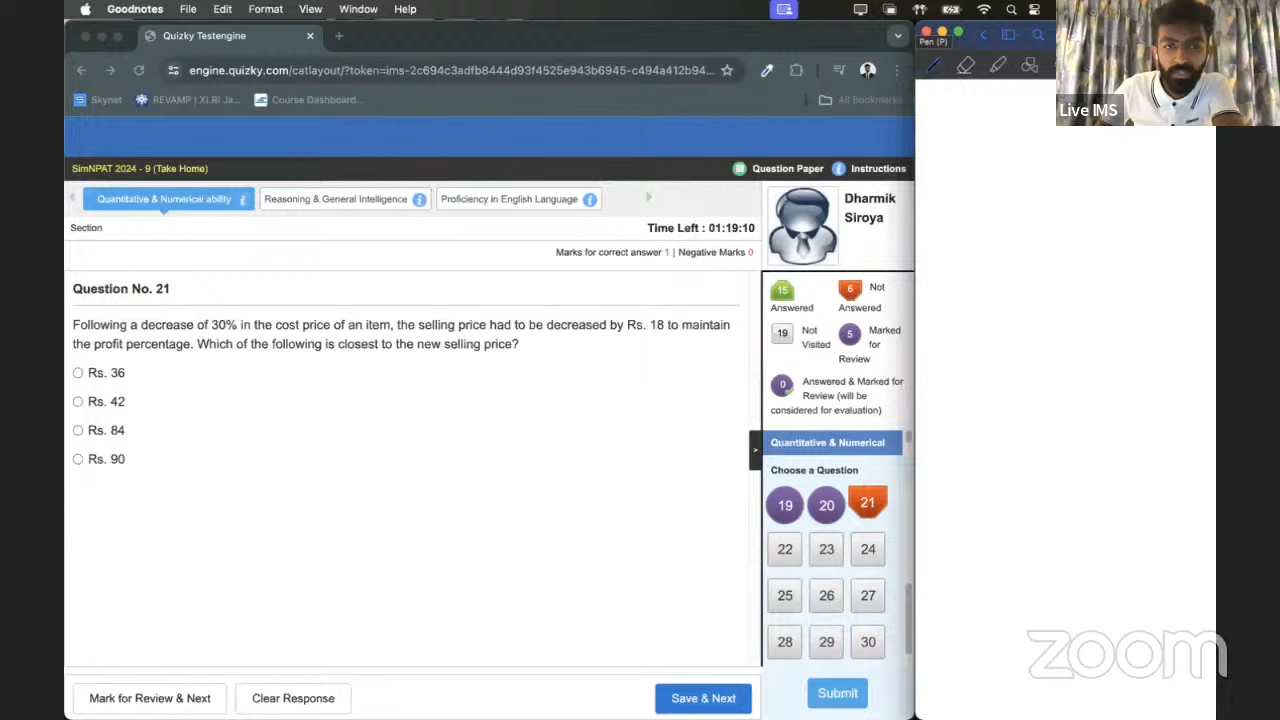 Goodnotes File Edit Format View Window Help
Quizky Testengine
engine.quizky.com/catlayout/?token=ims-2c694c3adfb8444d93f4525e943b6945-c494a412b94...
Pen (P)
Skynet REVAMP | XLRI Ja... Course Dashboard... All Bookmarks
Live IMS
SimNPAT 2024 - 9 (Take Home)
Question Paper Instructions
Quantitative & Numerical ability Reasoning & General Intelligence Proficiency in English Language
Dharmik
Siroya
Section
Time Left : 01:19:10
Marks for correct answer 1 | Negative Marks 0
Question No. 21
Following a decrease of 30% in the cost price of an item, the selling price had to be decreased by Rs. 18 to maintain
the profit percentage. Which of the following is closest to the new selling price?
Rs. 36
Rs. 42
Rs. 84
Rs. 90
15 Answered
6 Not Answered
19 Not Visited
5 Marked for Review
0 Answered & Marked for
Review (will be
considered for evaluation)
Quantitative & Numerical
Choose a Question
19 20 21
22 23 24
25 26 27
28 29 30
Mark for Review & Next Clear Response Save & Next
Submit
zoom